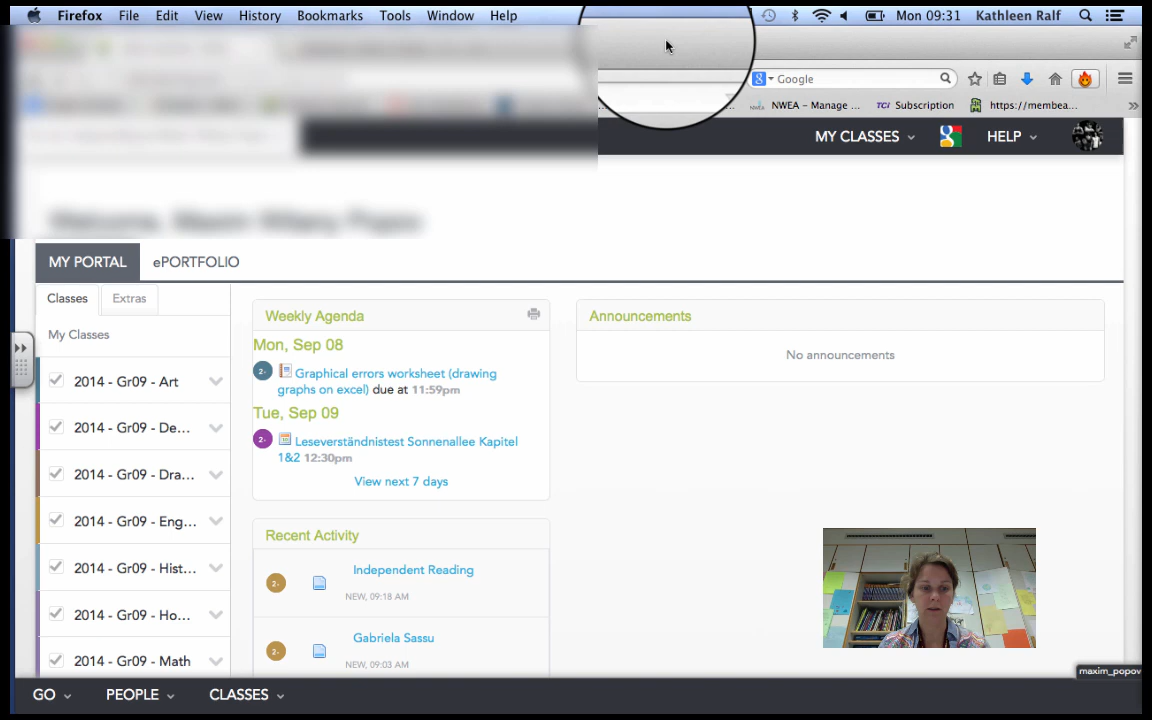 Firefox File Edit View History Bookmarks Tools Window Help Mon 09:31 Kathleen Ralf
Google
NWEA - Manage ... TCI Subscription https://membea...
MY CLASSES HELP
MY PORTAL ePORTFOLIO
Classes Extras
My Classes
2014 - Gr09 - Art
2014 - Gr09 - De...
2014 - Gr09 - Dra...
2014 - Gr09 - Eng...
2014 - Gr09 - Hist...
2014 - Gr09 - Ho...
2014 - Gr09 - Math
Weekly Agenda
Mon, Sep 08
2- Graphical errors worksheet (drawing
graphs on excel) due at 11:59pm
Tue, Sep 09
2- Leseverständnistest Sonnenallee Kapitel
1&2 12:30pm
View next 7 days
Recent Activity
2- Independent Reading
NEW, 09:18 AM
2- Gabriela Sassu
NEW, 09:03 AM
Announcements
No announcements
maxim_popov
GO PEOPLE CLASSES